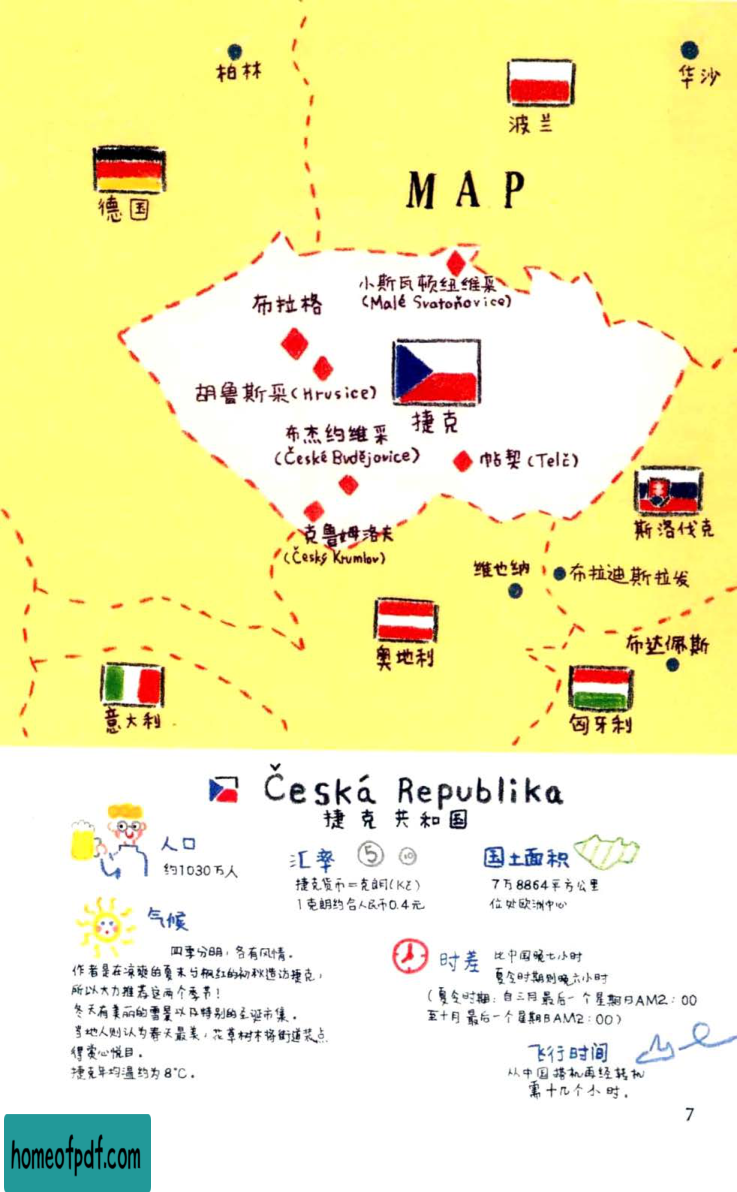 柏林
华沙
波兰
德国
MAP
小斯瓦顿纽维采
(Malé Svatoňovice)
布拉格
胡鲁斯采(Hrusice)
捷克
布杰约维采
(České Budějovice)
帖契(Telč)
克鲁姆洛夫
(Český Krumlov)
斯洛伐克
维也纳
布拉迪斯拉发
奥地利
布达佩斯
意大利
匈牙利
Česká Republika
捷克共和国
人口
约1030万人
汇率
5
10
捷克货币=克朗(Kč)
1克朗约合人民币0.4元
国土面积
7万8864平方公里
位处欧洲中心
气候
四季分明,各有风情。
作者是在凉爽的夏末与枫红的初秋造访捷克,
所以大力推荐这两个季节!
冬天有美丽的雪景以及特别的圣诞市集。
当地人则认为春天最美,花草树木将街道装点
得赏心悦目。
捷克年均温约为8℃。
时差
比中国晚七小时
夏令时期则晚六小时
(夏令时期:自三月最后一个星期日AM2:00
至十月最后一个星期日AM2:00)
飞行时间
从中国搭机再经转机
需十几个小时。
7
homeofpdf.com